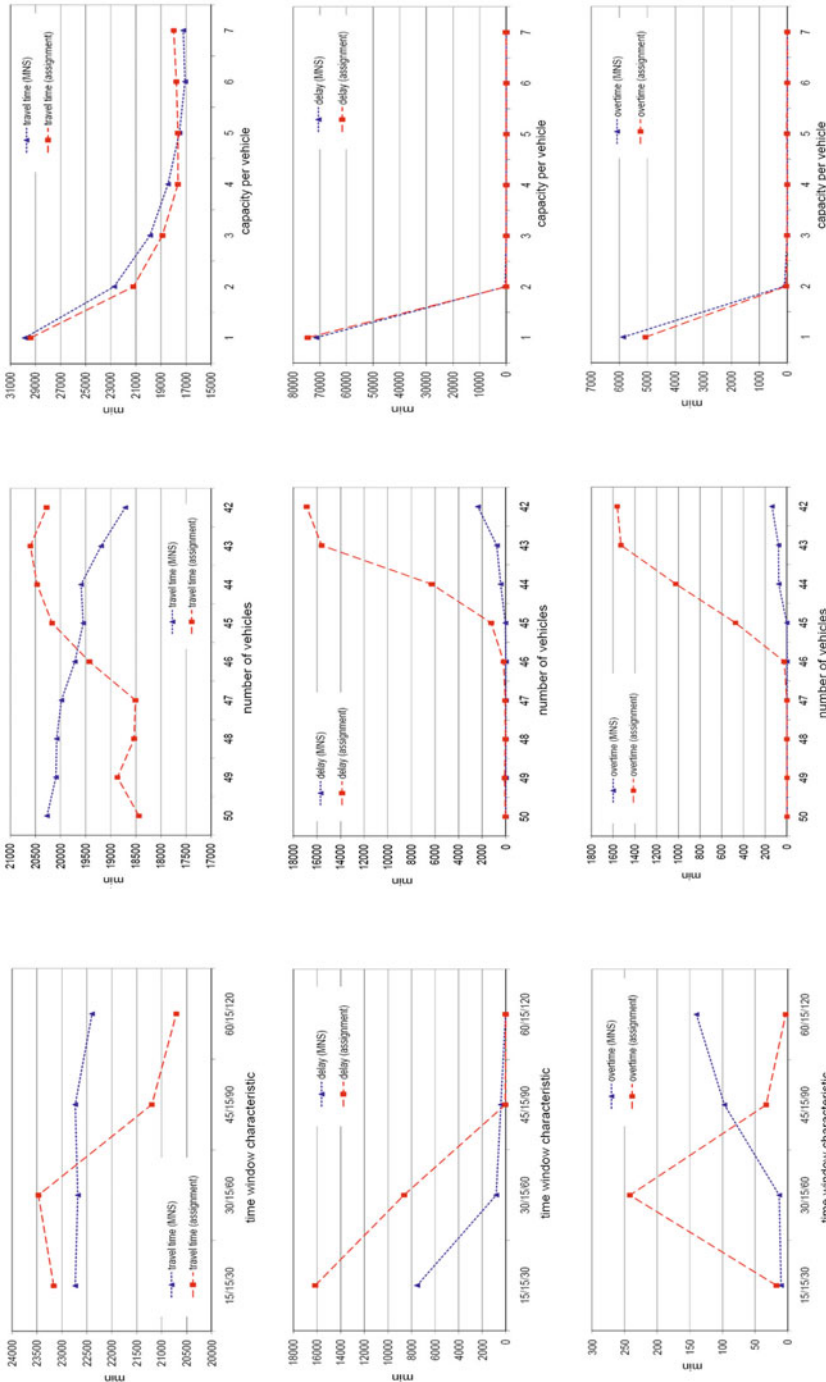 24000
23500
23000
22500
22000
21500
21000
20500
20000
min
travel time (MNS)
travel time (assignment)
15/15/30 30/15/60 45/15/90 60/15/120
time window characteristic
21000
20500
20000
19500
19000
18500
18000
17500
17000
min
travel time (MNS)
travel time (assignment)
50 49 48 47 46 45 44 43 42
number of vehicles
31000
29000
27000
25000
23000
21000
19000
17000
15000
min
travel time (MNS)
travel time (assignment)
1 2 3 4 5 6 7
capacity per vehicle
18000
16000
14000
12000
10000
8000
6000
4000
2000
0
min
delay (MNS)
delay (assignment)
15/15/30 30/15/60 45/15/90 60/15/120
time window characteristic
18000
16000
14000
12000
10000
8000
6000
4000
2000
0
min
delay (MNS)
delay (assignment)
50 49 48 47 46 45 44 43 42
number of vehicles
80000
70000
60000
50000
40000
30000
20000
10000
0
min
delay (MNS)
delay (assignment)
1 2 3 4 5 6 7
capacity per vehicle
300
250
200
150
100
50
0
min
overtime (MNS)
overtime (assignment)
15/15/30 30/15/60 45/15/90 60/15/120
time window characteristic
1800
1600
1400
1200
1000
800
600
400
200
0
min
overtime (MNS)
overtime (assignment)
50 49 48 47 46 45 44 43 42
number of vehicles
7000
6000
5000
4000
3000
2000
1000
0
min
overtime (MNS)
overtime (assignment)
1 2 3 4 5 6 7
capacity per vehicle